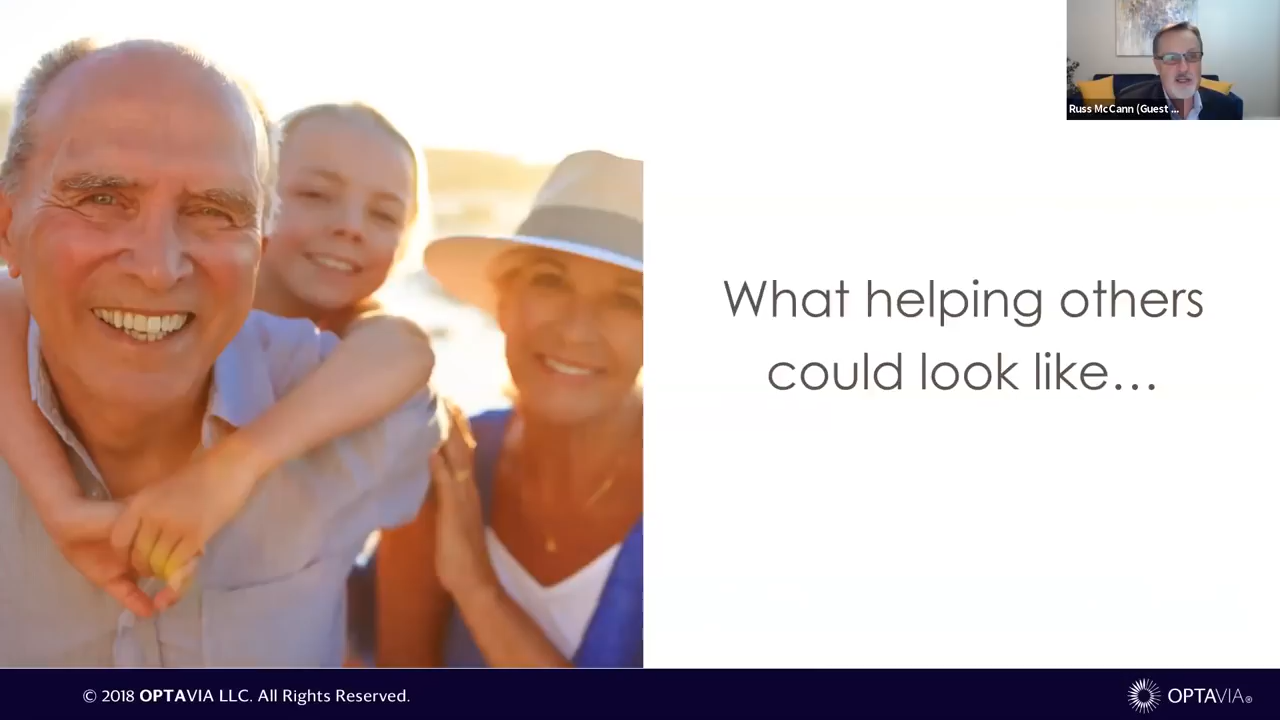 Russ McCann (Guest ...
What helping others
could look like...
© 2018 OPTAVIA LLC. All Rights Reserved.
OPTAVIA®